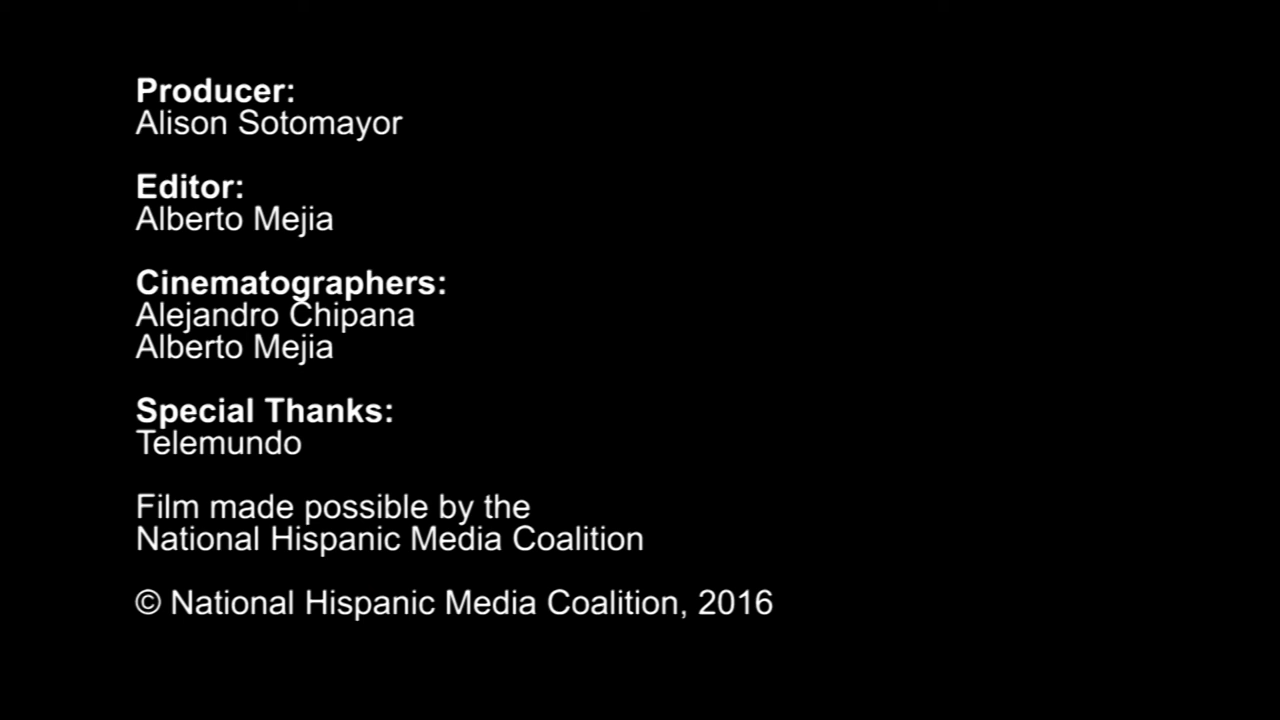 Producer:
Alison Sotomayor
Editor:
Alberto Mejia
Cinematographers:
Alejandro Chipana
Alberto Mejia
Special Thanks:
Telemundo
Film made possible by the
National Hispanic Media Coalition
© National Hispanic Media Coalition, 2016